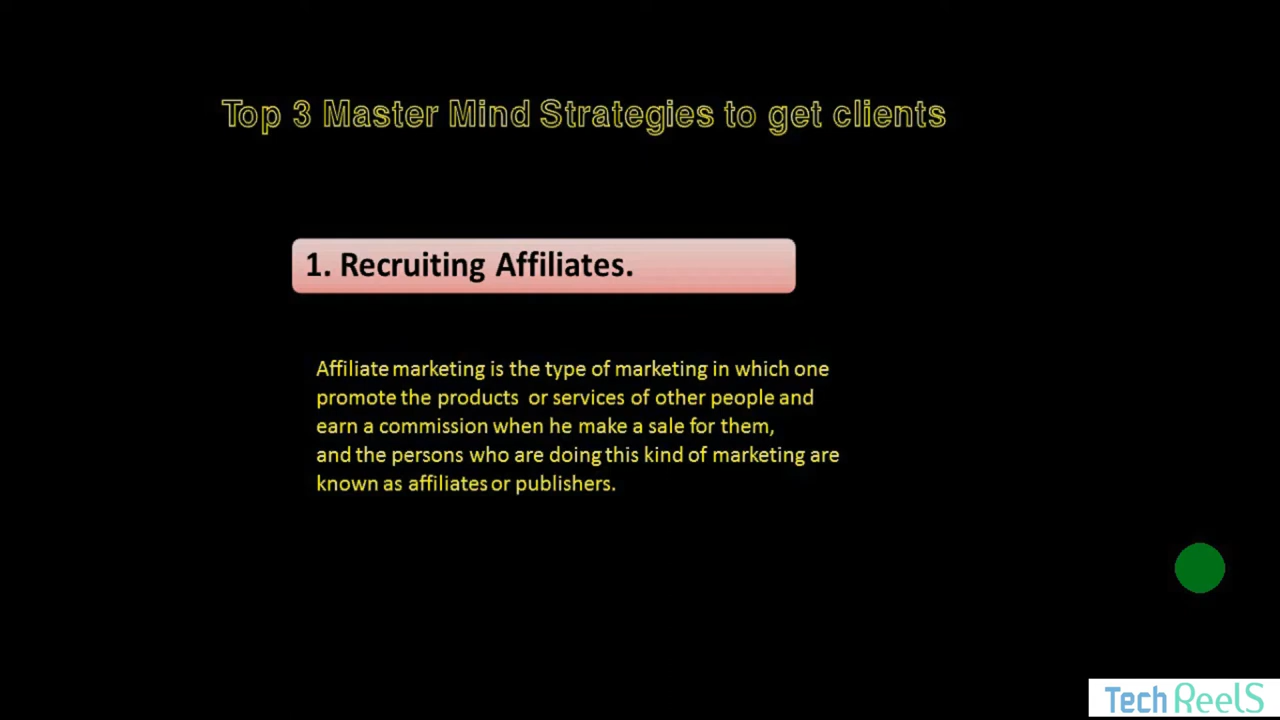 Top 3 Master Mind Strategies to get clients
1. Recruiting Affiliates.
Affiliate marketing is the type of marketing in which one
promote the products or services of other people and
earn a commission when he make a sale for them,
and the persons who are doing this kind of marketing are
known as affiliates or publishers.
Tech ReelS